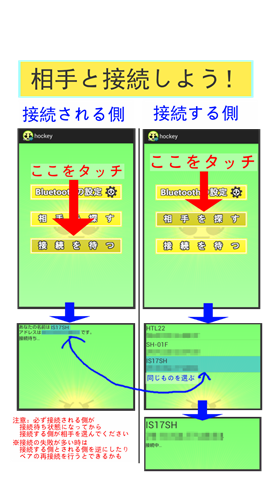 相手と接続しよう！
接続される側
接続する側
hockey
ここをタッチ
Bluetoothの設定
相手を探す
接続を待つ
hockey
ここをタッチ
Bluetoothの設定
相手を探す
接続を待つ
あなたの名前はIS17SH
アドレスは です。
接続待ち..
HTL22
SH-01F
IS17SH
同じものを選ぶ
IS17SH
接続中..
注意：必ず接続される側が
接続待ち状態になってから
接続する側が相手を選んでください
※接続の失敗が多い時は
接続する側とされる側を逆にしたり
ペアの再接続を行うとできるかも